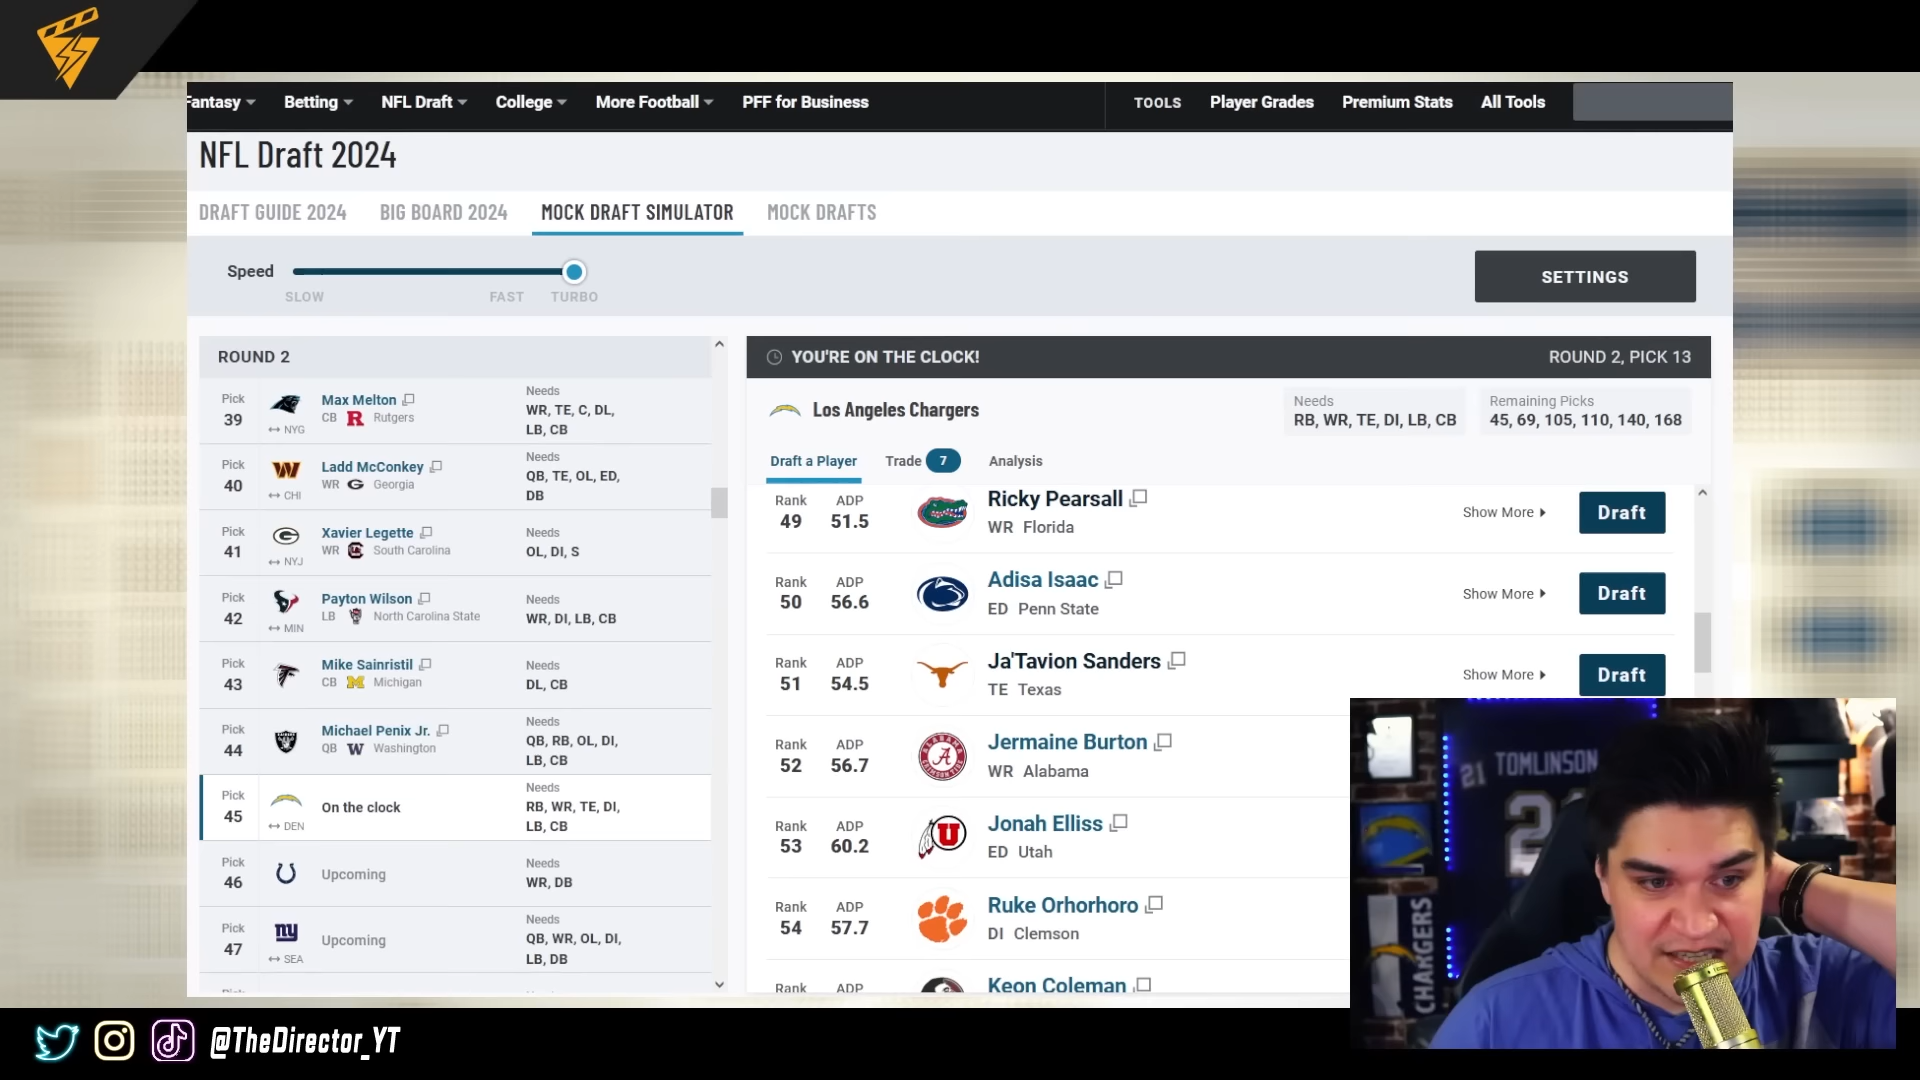 Fantasy
Betting
NFL Draft
College
More Football
PFF for Business
TOOLS
Player Grades
Premium Stats
All Tools
NFL Draft 2024
DRAFT GUIDE 2024
BIG BOARD 2024
MOCK DRAFT SIMULATOR
MOCK DRAFTS
Speed
SLOW
FAST
TURBO
SETTINGS
ROUND 2
Pick
39
↔ NYG
Max Melton
CB R Rutgers
Needs
WR, TE, C, DL,
LB, CB
Pick
40
↔ CHI
Ladd McConkey
WR G Georgia
Needs
QB, TE, OL, ED,
DB
Pick
41
↔ NYJ
Xavier Legette
WR South Carolina
Needs
OL, DI, S
Pick
42
↔ MIN
Payton Wilson
LB North Carolina State
Needs
WR, DI, LB, CB
Pick
43
Mike Sainristil
CB M Michigan
Needs
DL, CB
Pick
44
Michael Penix Jr.
QB W Washington
Needs
QB, RB, OL, DI,
LB, CB
Pick
45
↔ DEN
On the clock
Needs
RB, WR, TE, DI,
LB, CB
Pick
46
Upcoming
Needs
WR, DB
Pick
47
ny
↔ SEA
Upcoming
Needs
QB, WR, OL, DI,
LB, DB
YOU'RE ON THE CLOCK!
ROUND 2, PICK 13
Los Angeles Chargers
Needs
RB, WR, TE, DI, LB, CB
Remaining Picks
45, 69, 105, 110, 140, 168
Draft a Player
Trade 7
Analysis
Rank
49
ADP
51.5
Ricky Pearsall
WR Florida
Show More
Draft
Rank
50
ADP
56.6
Adisa Isaac
ED Penn State
Show More
Draft
Rank
51
ADP
54.5
Ja'Tavion Sanders
TE Texas
Show More
Draft
Rank
52
ADP
56.7
Jermaine Burton
WR Alabama
Rank
53
ADP
60.2
Jonah Elliss
ED Utah
Rank
54
ADP
57.7
Ruke Orhorhoro
DI Clemson
Rank
ADP
Keon Coleman
21 TOMLINSON
2
CHARGERS
@TheDirector_YT